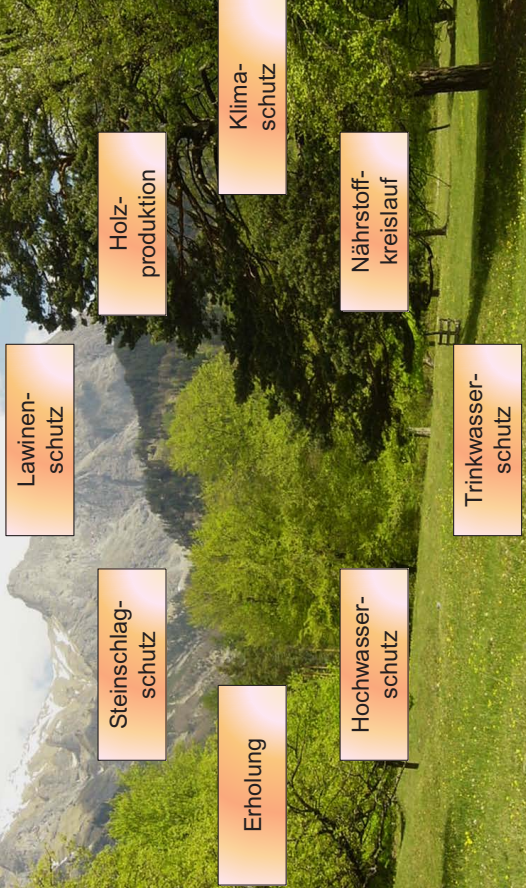 Lawinen-
schutz
Steinschlag-
schutz
Holz-
produktion
Erholung
Klima-
schutz
Hochwasser-
schutz
Nährstoff-
kreislauf
Trinkwasser-
schutz